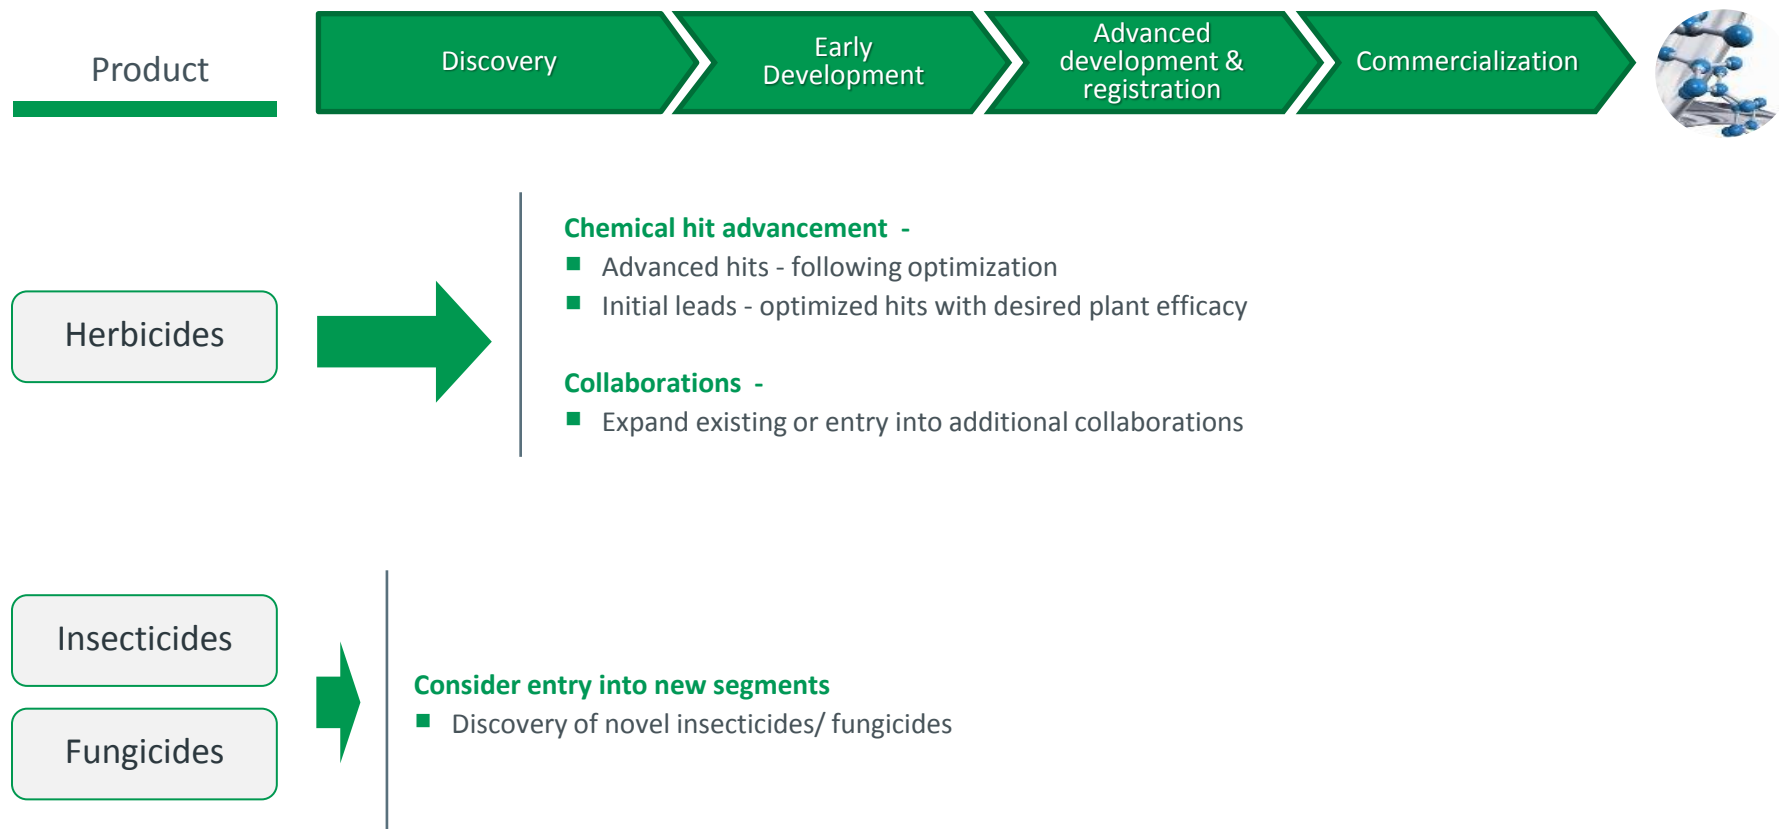 Product
Discovery
Early
Development
Advanced
development &
registration
Commercialization
Herbicides
Chemical hit advancement -
Advanced hits - following optimization
Initial leads - optimized hits with desired plant efficacy
Collaborations -
Expand existing or entry into additional collaborations
Insecticides
Fungicides
Consider entry into new segments
Discovery of novel insecticides/ fungicides